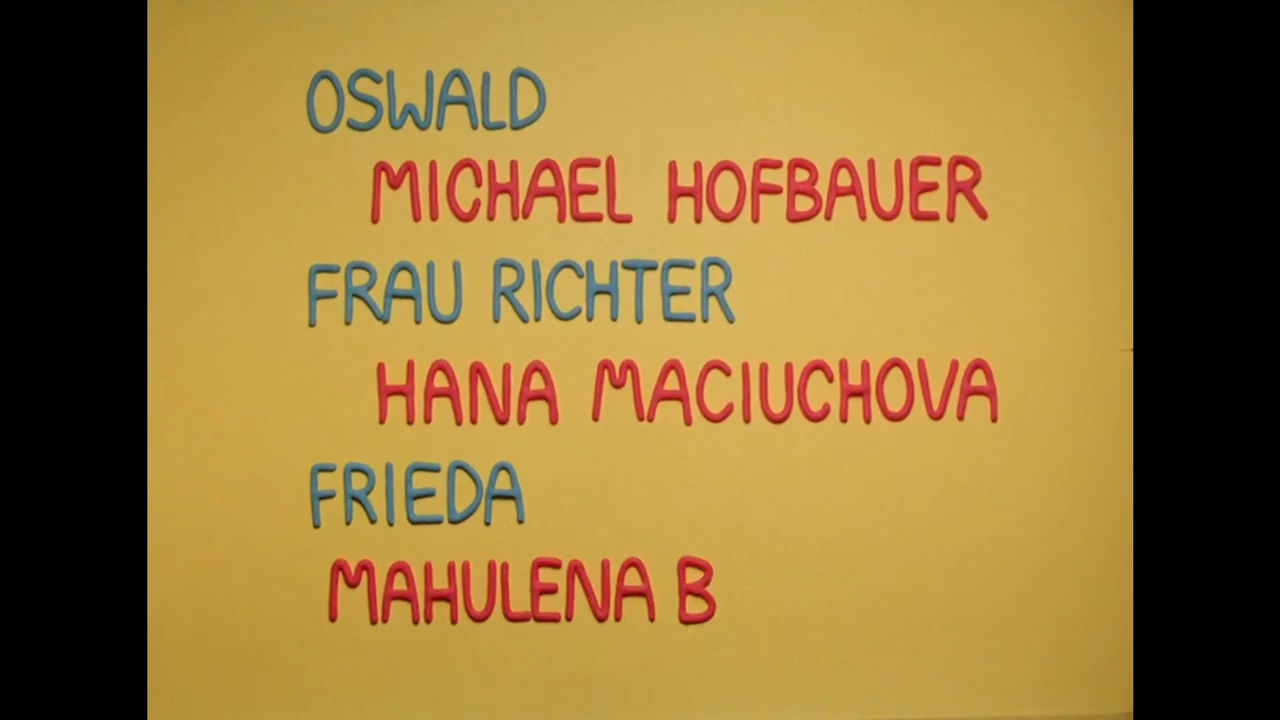 OSWALD
MICHAEL HOFBAUER
FRAU RICHTER
HANA MACIUCHOVA
FRIEDA
MAHULENA B